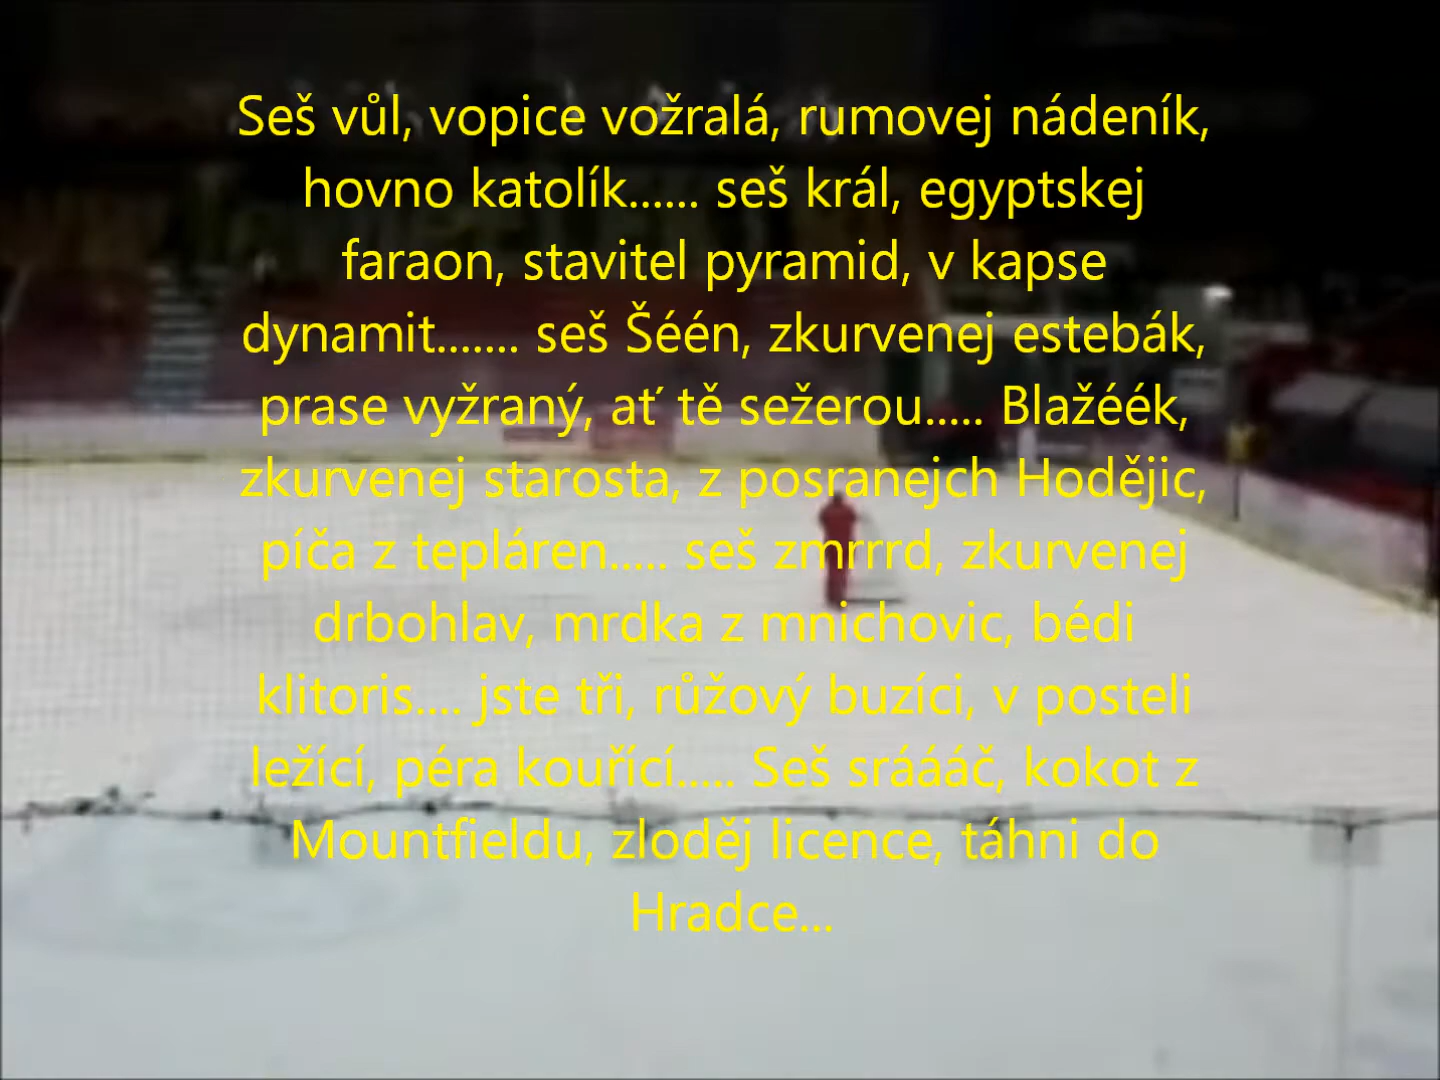 Seš vůl, vopice vožralá, rumovej nádeník,
hovno katolík...... seš král, egyptskej
faraon, stavitel pyramid, v kapse
dynamit....... seš Šéén, zkurvenej estebák,
prase vyžraný, ať tě sežerou..... Blažéék,
zkurvenej starosta, z posranejch Hodějic,
píča z tepláren..... seš zmrrrd, zkurvenej
drbohlav, mrdka z mnichovic, bédi
klitoris.... jste tři, růžový buzíci, v posteli
ležící, péra kouřící..... Seš sráááč, kokot z
Mountfieldu, zloděj licence, táhni do
Hradce...